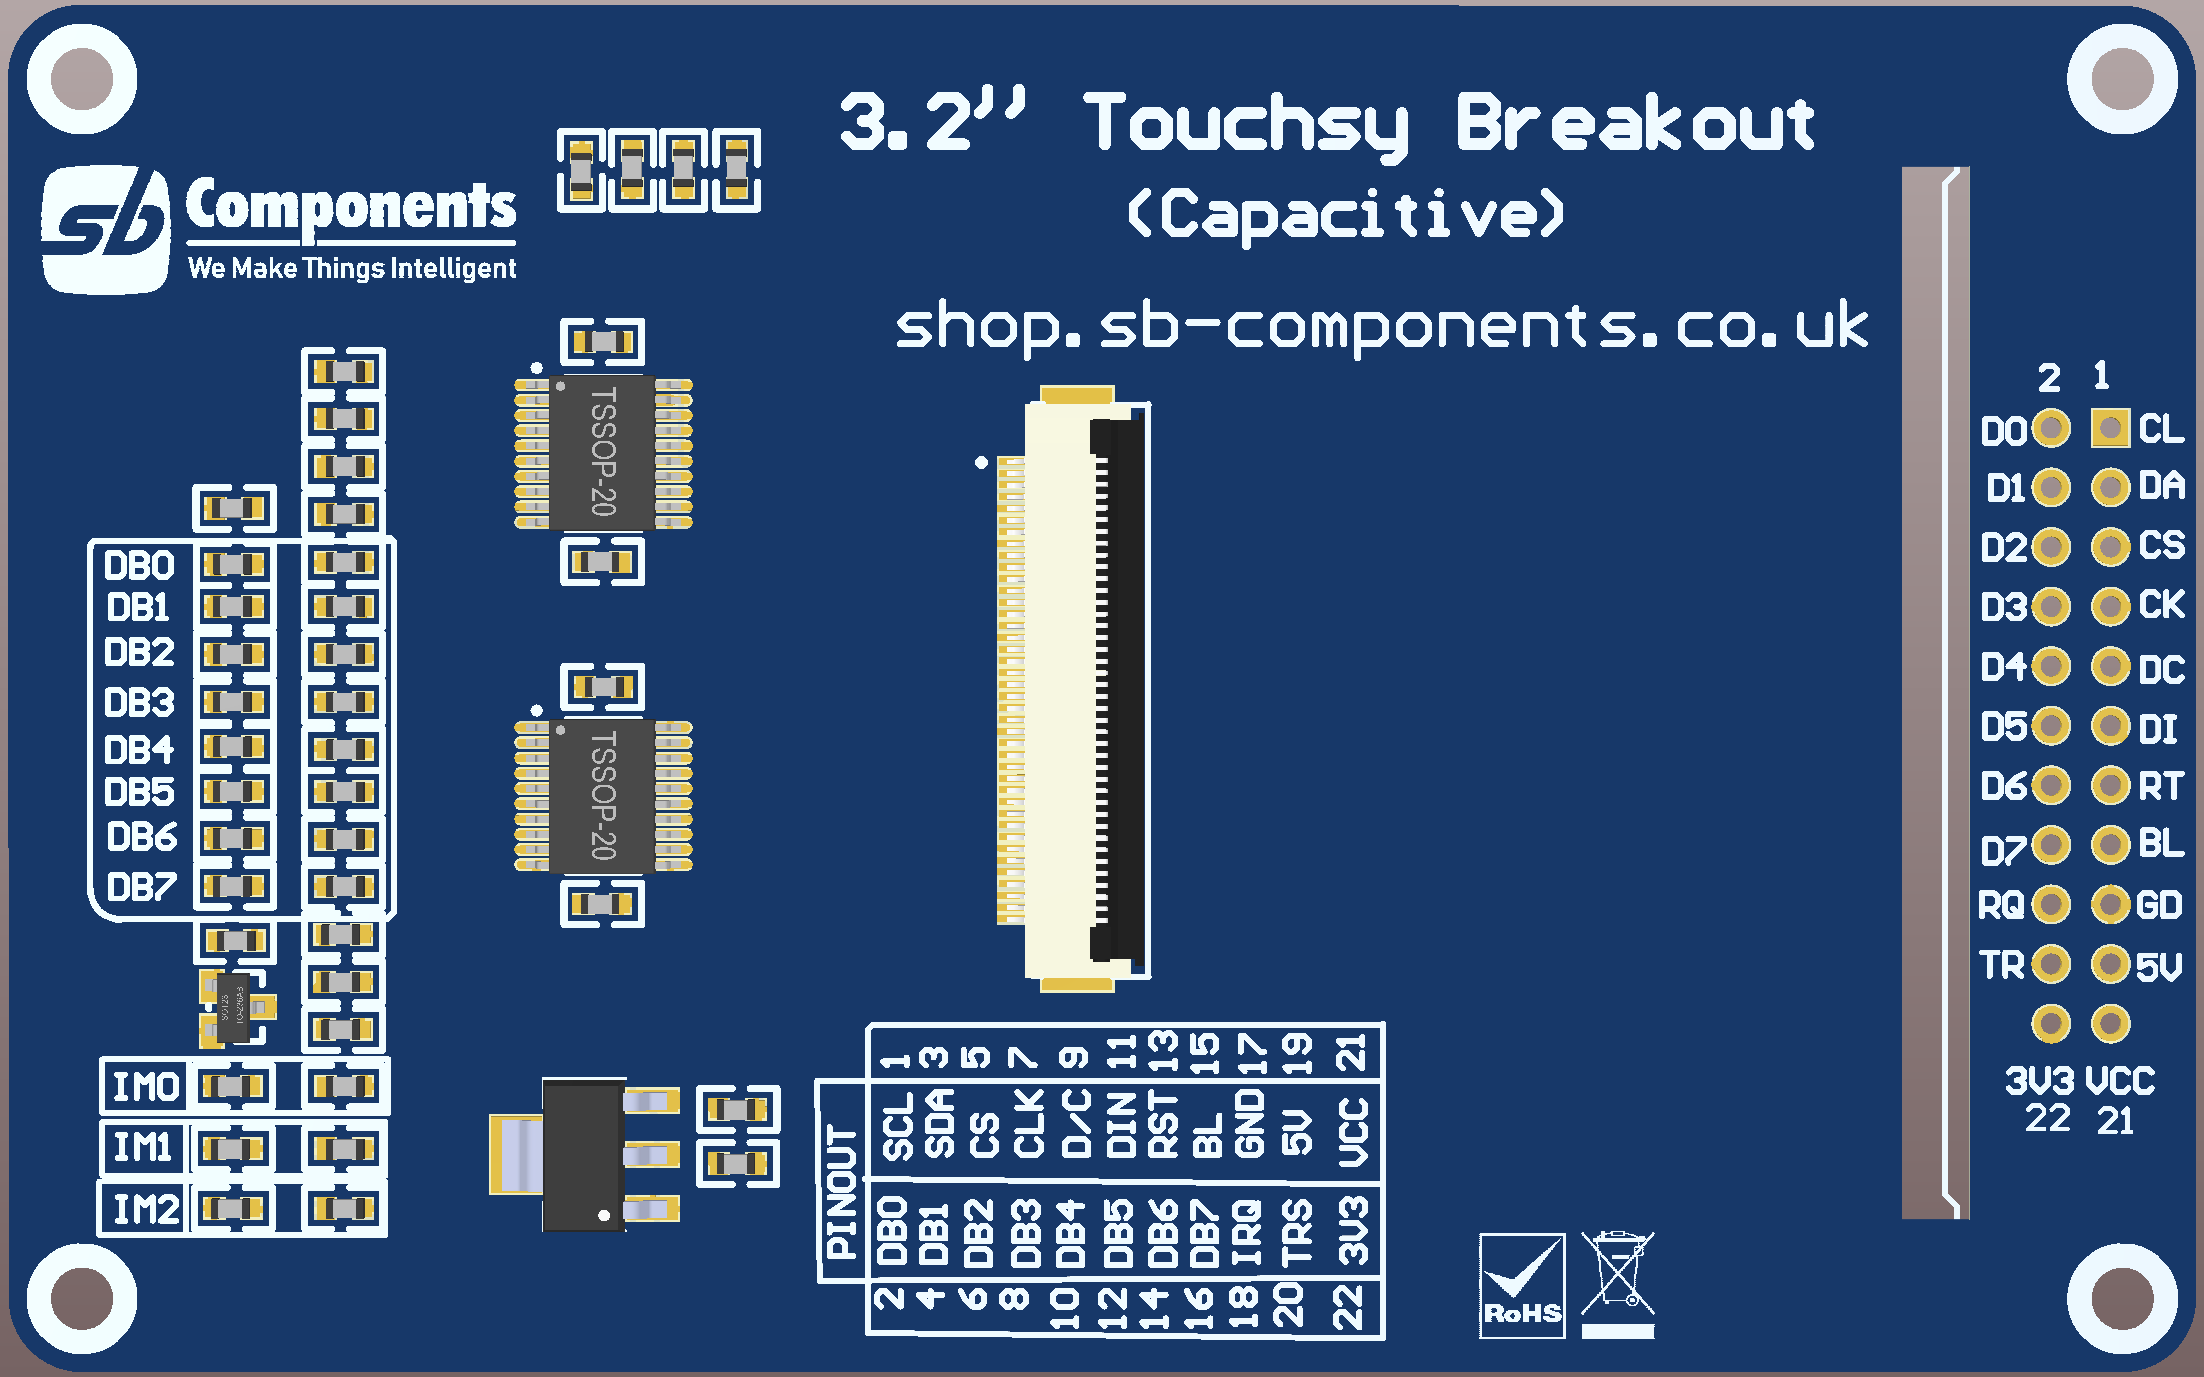 3.2" Touchsy Breakout
(Capacitive)
shop.sb-components.co.uk
sb Components
We Make Things Intelligent
TSSOP-20
TSSOP-20
DB0
DB1
DB2
DB3
DB4
DB5
DB6
DB7
IM0
IM1
IM2
PINOUT
1 3 5 7 9 11 13 15 17 19 21
SCL SDA CS CLK D/C DIN RST BL GND 5V VCC
DB0 DB1 DB2 DB3 DB4 DB5 DB6 DB7 IRQ TRS 3V3
2 4 6 8 10 12 14 16 18 20 22
RoHS
2 1
D0 CL
D1 DA
D2 CS
D3 CK
D4 DC
D5 DI
D6 RT
D7 BL
RQ GD
TR 5V
3V3 VCC
22 21